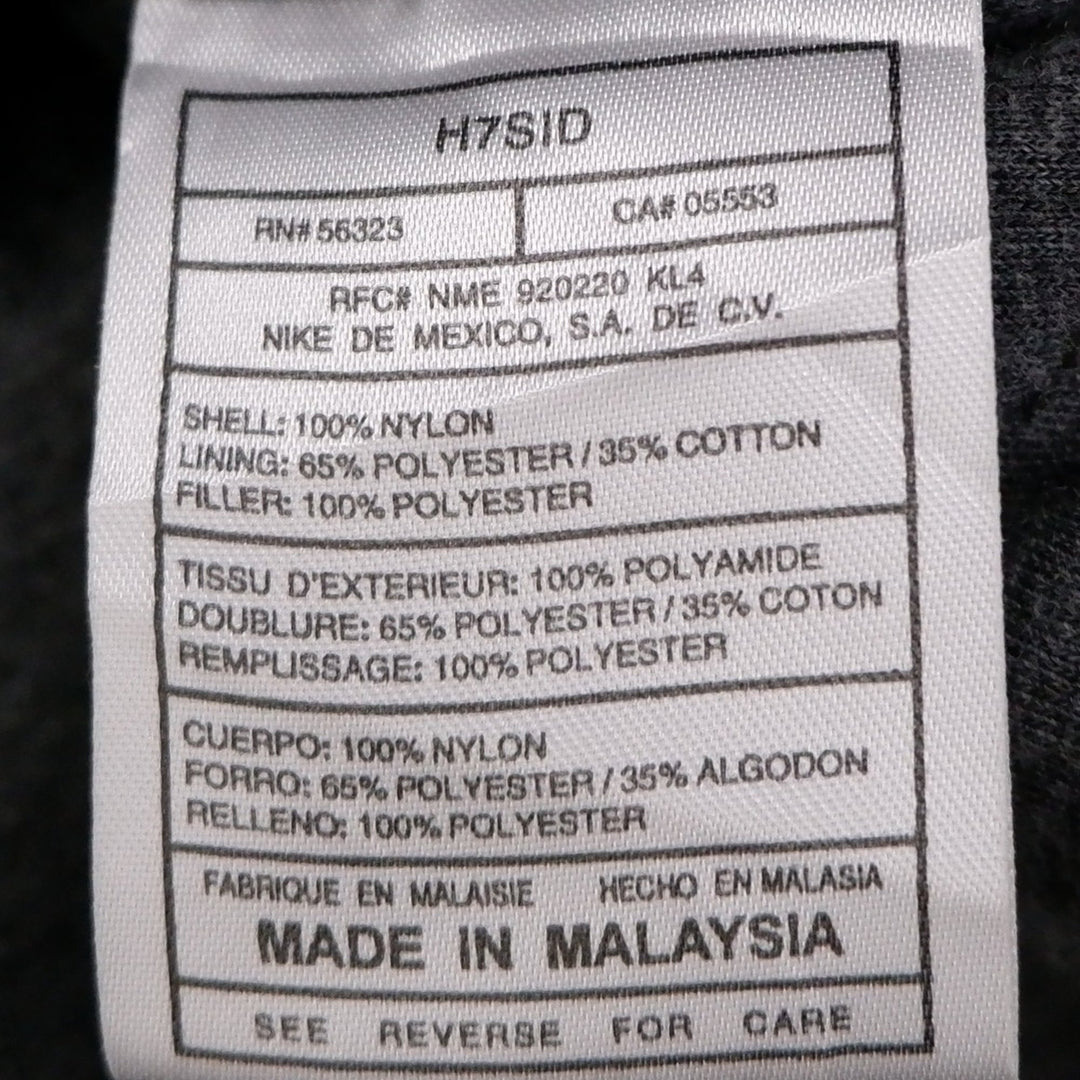 H7SID
RN# 56323 CA# 05553
RFC# NME 920220 KL4
NIKE DE MEXICO, S.A. DE C.V.
SHELL: 100% NYLON
LINING: 65% POLYESTER / 35% COTTON
FILLER: 100% POLYESTER
TISSU D'EXTERIEUR: 100% POLYAMIDE
DOUBLURE: 65% POLYESTER / 35% COTON
REMPLISSAGE: 100% POLYESTER
CUERPO: 100% NYLON
FORRO: 65% POLYESTER / 35% ALGODON
RELLENO: 100% POLYESTER
FABRIQUE EN MALAISIE HECHO EN MALASIA
MADE IN MALAYSIA
SEE REVERSE FOR CARE